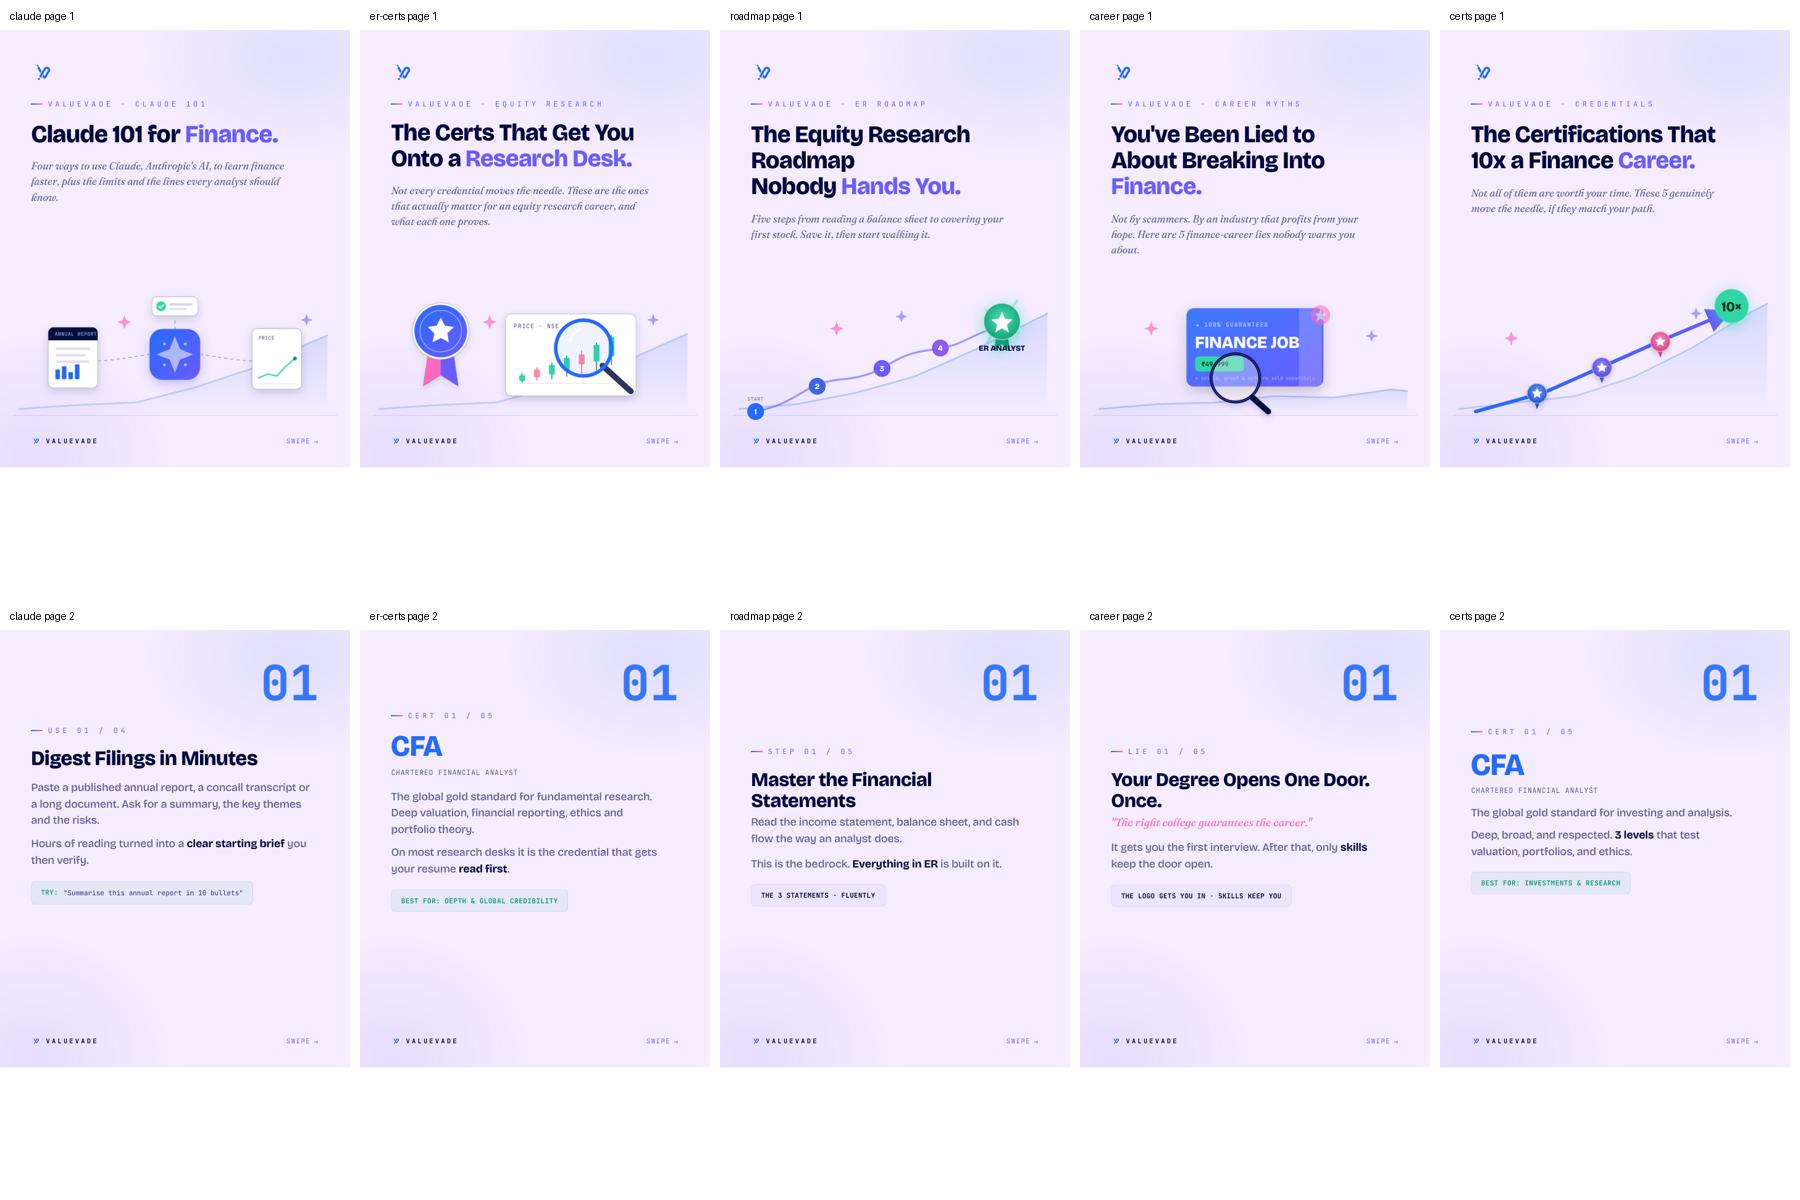 claude page 1
VALUEVADE · CLAUDE 101
Claude 101 for Finance.
Four ways to use Claude, Anthropic's AI, to learn finance
faster, plus the limits and the lines every analyst should
know.
ANNUAL REPORT
PRICE
VALUEVADE
SWIPE →
er-certs page 1
VALUEVADE · EQUITY RESEARCH
The Certs That Get You
Onto a Research Desk.
Not every credential moves the needle. These are the ones
that actually matter for an equity research career, and
what each one proves.
PRICE · NSE
VALUEVADE
SWIPE →
roadmap page 1
VALUEVADE · ER ROADMAP
The Equity Research
Roadmap
Nobody Hands You.
Five steps from reading a balance sheet to covering your
first stock. Save it, then start walking it.
START
1
2
3
4
ER ANALYST
VALUEVADE
SWIPE →
career page 1
VALUEVADE · CAREER MYTHS
You've Been Lied to
About Breaking Into
Finance.
Not by scammers. By an industry that profits from your
hope. Here are 5 finance-career lies nobody warns you
about.
100% GUARANTEED
FINANCE JOB
VALUEVADE
SWIPE →
certs page 1
VALUEVADE · CREDENTIALS
The Certifications That
10x a Finance Career.
Not all of them are worth your time. These 5 genuinely
move the needle, if they match your path.
10×
VALUEVADE
SWIPE →
claude page 2
01
USE 01 / 04
Digest Filings in Minutes
Paste a published annual report, a concall transcript or
a long document. Ask for a summary, the key themes
and the risks.
Hours of reading turned into a clear starting brief you
then verify.
TRY: "Summarise this annual report in 10 bullets"
VALUEVADE
SWIPE →
er-certs page 2
01
CERT 01 / 05
CFA
CHARTERED FINANCIAL ANALYST
The global gold standard for fundamental research.
Deep valuation, financial reporting, ethics and
portfolio theory.
On most research desks it is the credential that gets
your resume read first.
BEST FOR: DEPTH & GLOBAL CREDIBILITY
VALUEVADE
SWIPE →
roadmap page 2
01
STEP 01 / 05
Master the Financial
Statements
Read the income statement, balance sheet, and cash
flow the way an analyst does.
This is the bedrock. Everything in ER is built on it.
THE 3 STATEMENTS · FLUENTLY
VALUEVADE
SWIPE →
career page 2
01
LIE 01 / 05
Your Degree Opens One Door.
Once.
"The right college guarantees the career."
It gets you the first interview. After that, only skills
keep the door open.
THE LOGO GETS YOU IN · SKILLS KEEP YOU
VALUEVADE
SWIPE →
certs page 2
01
CERT 01 / 05
CFA
CHARTERED FINANCIAL ANALYST
The global gold standard for investing and analysis.
Deep, broad, and respected. 3 levels that test
valuation, portfolios, and ethics.
BEST FOR: INVESTMENTS & RESEARCH
VALUEVADE
SWIPE →